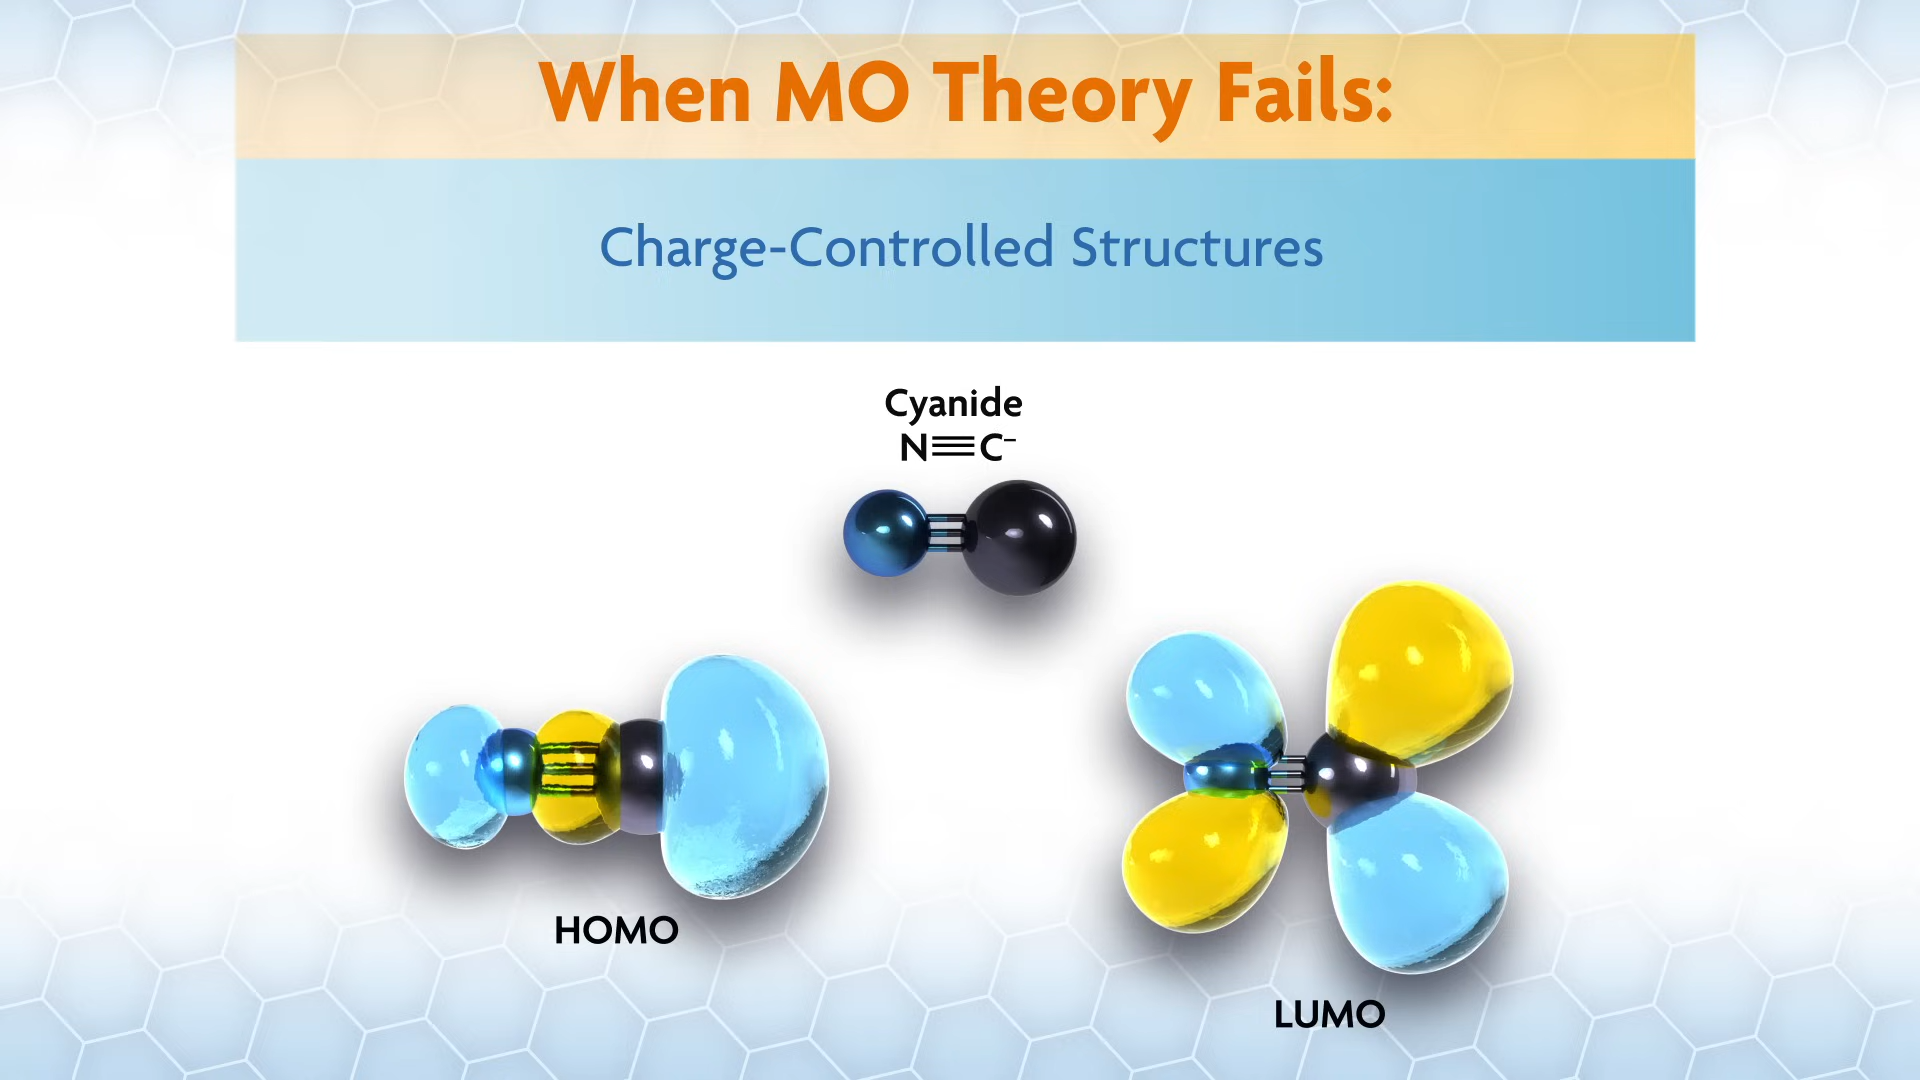 When MO Theory Fails:
Charge-Controlled Structures
Cyanide
N≡C⁻
HOMO
LUMO